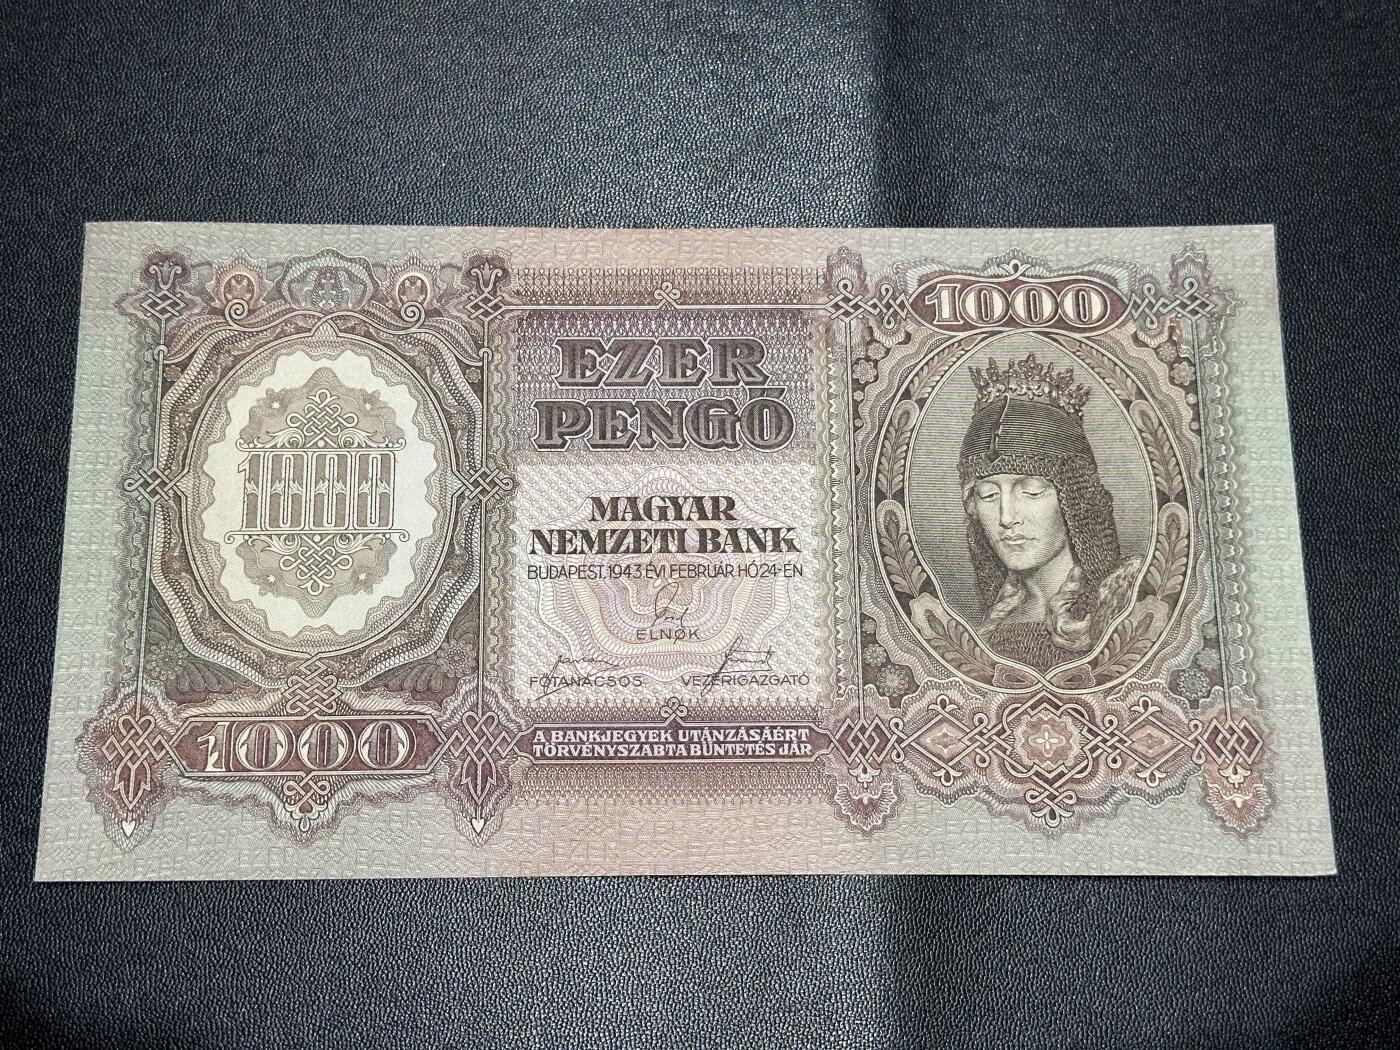 1000
EZER
PENGŐ
1000
MAGYAR
NEMZETI BANK
BUDAPEST, 1943. ÉVI FEBRUÁR HÓ 24-ÉN
ELNÖK
FŐTANÁCSOS VEZÉRIGAZGATÓ
1000
A BANKJEGYEK UTÁNZÁSÁÉRT
TÖRVÉNYSZABTA BÜNTETÉS JÁR